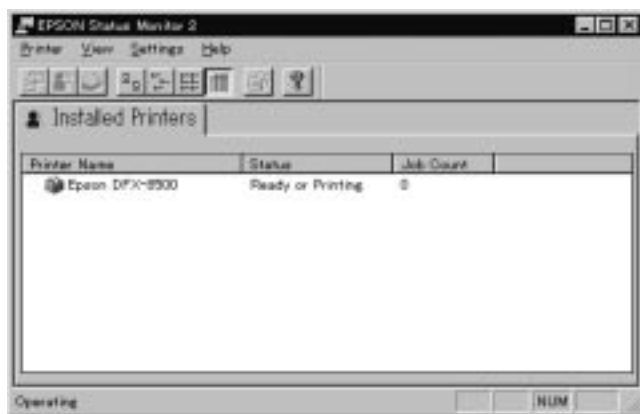 EPSON Status Monitor 2
Printer View Settings Help
Installed Printers
Printer Name Status Job Count
Epson DFX-8500 Ready or Printing 0
Operating NUM